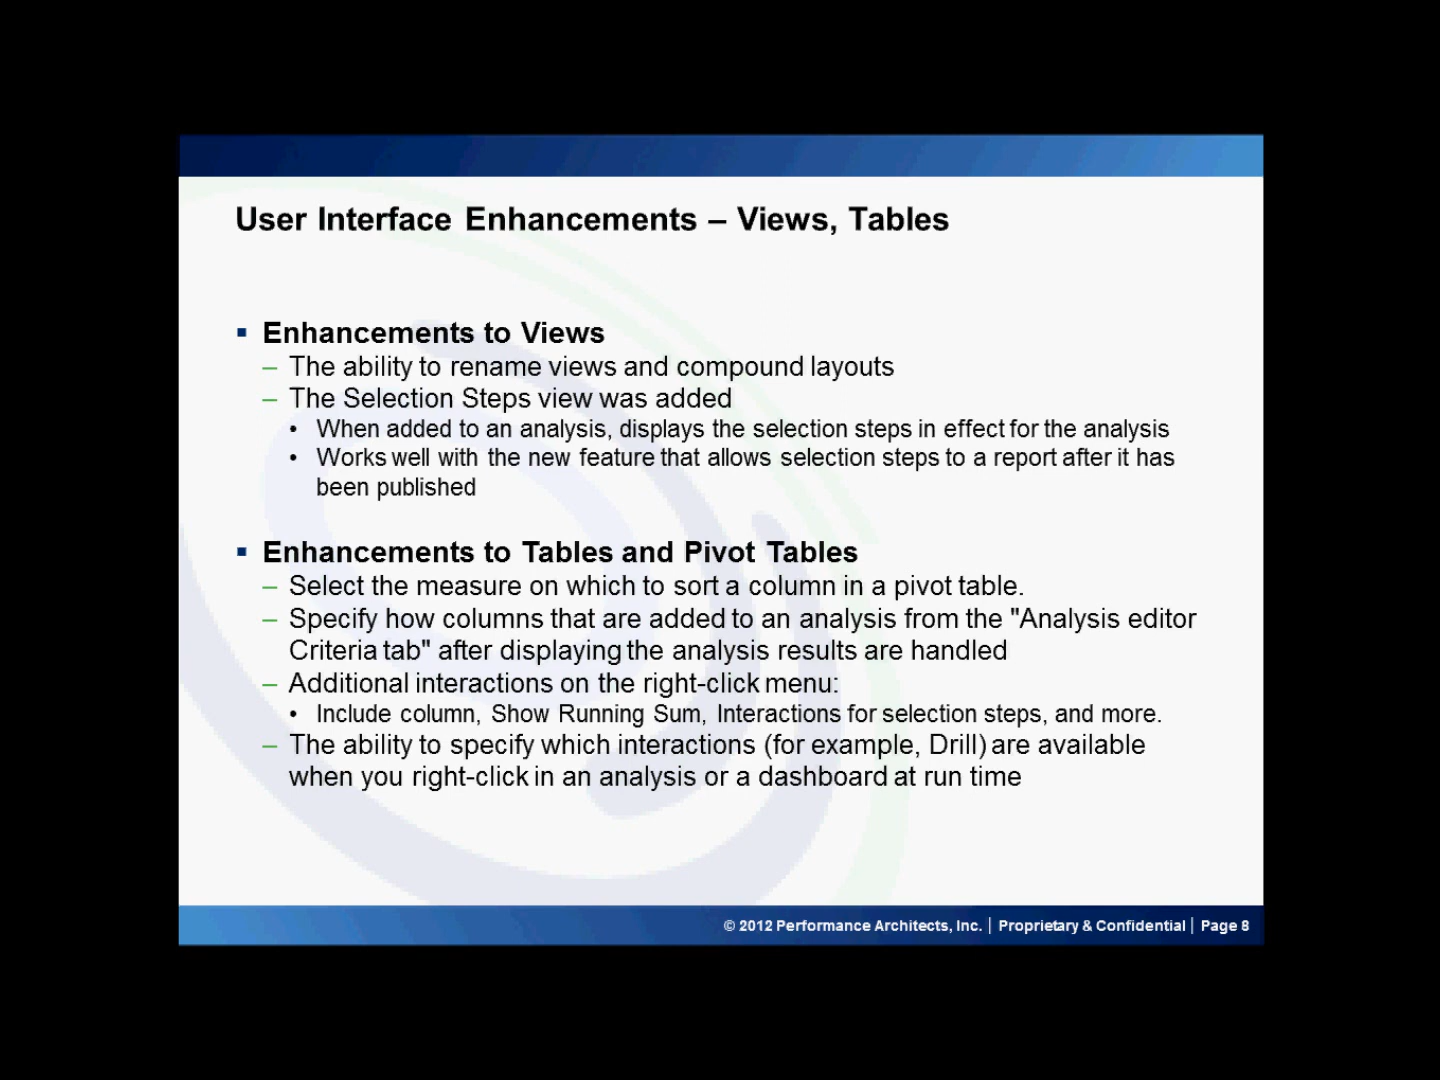 User Interface Enhancements – Views, Tables
▪ Enhancements to Views
– The ability to rename views and compound layouts
– The Selection Steps view was added
• When added to an analysis, displays the selection steps in effect for the analysis
• Works well with the new feature that allows selection steps to a report after it has
been published
▪ Enhancements to Tables and Pivot Tables
– Select the measure on which to sort a column in a pivot table.
– Specify how columns that are added to an analysis from the "Analysis editor
Criteria tab" after displaying the analysis results are handled
– Additional interactions on the right-click menu:
• Include column, Show Running Sum, Interactions for selection steps, and more.
– The ability to specify which interactions (for example, Drill) are available
when you right-click in an analysis or a dashboard at run time
© 2012 Performance Architects, Inc. | Proprietary & Confidential | Page 8